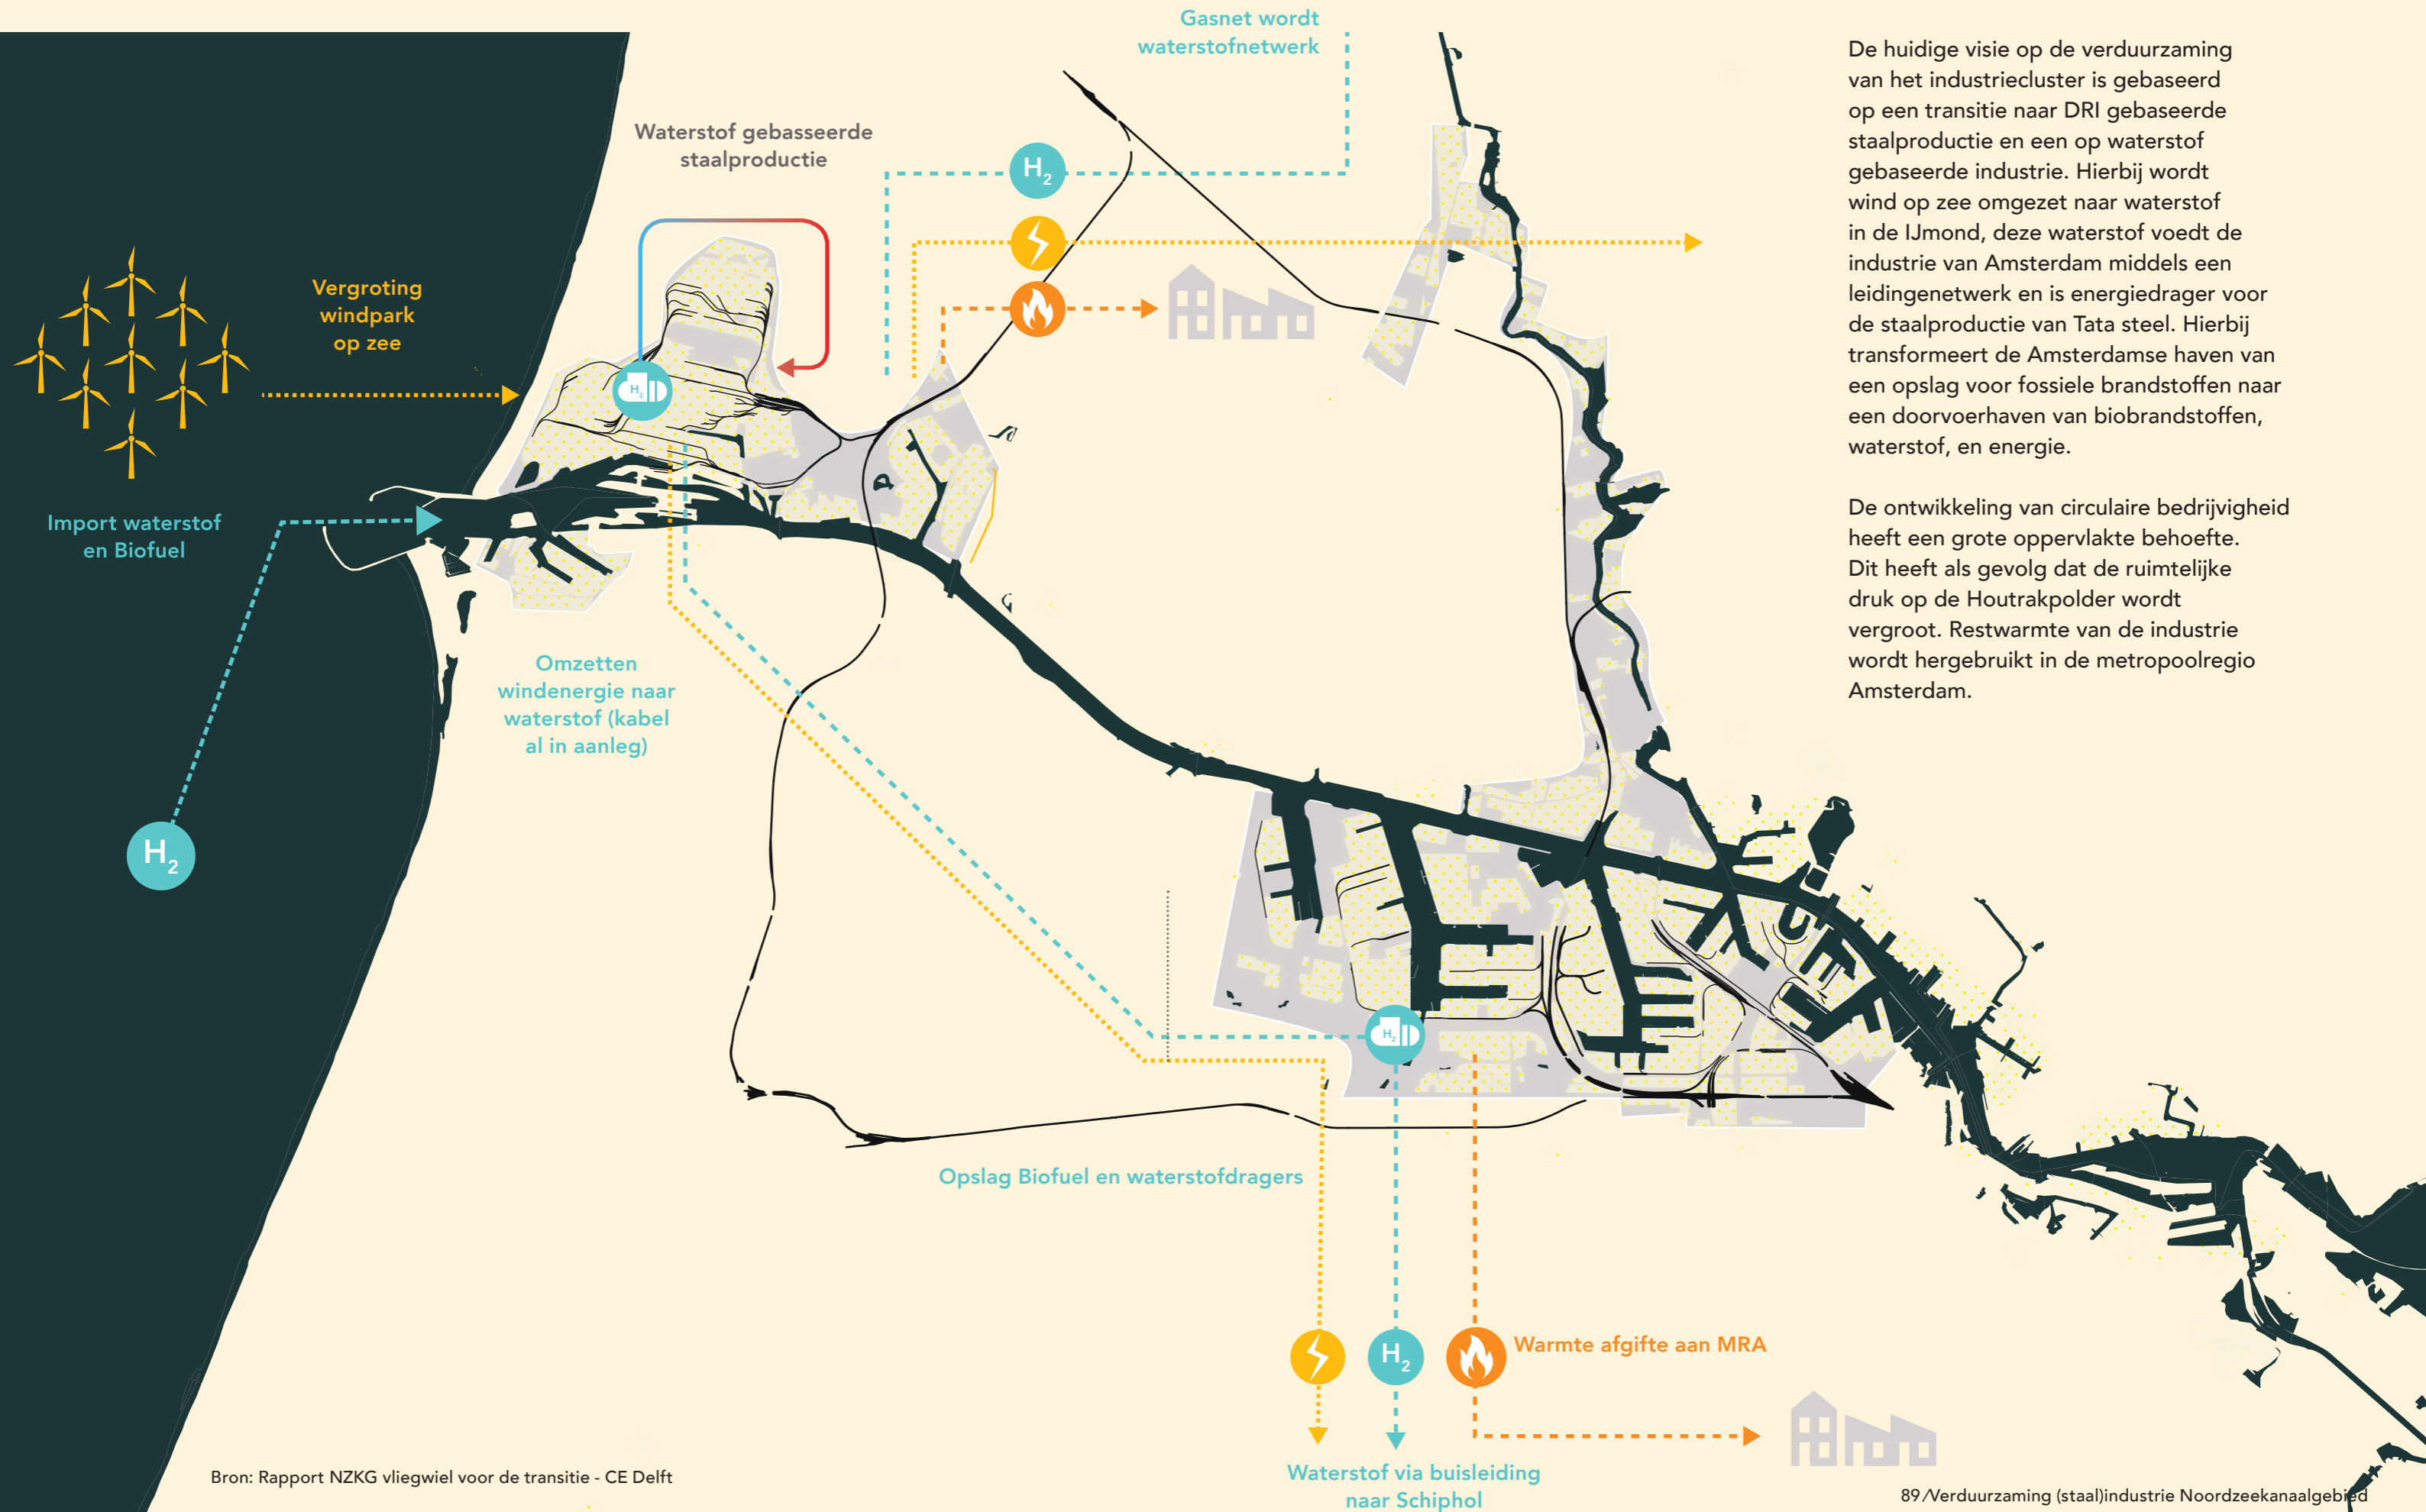 Gasnet wordt
waterstofnetwerk
Waterstof gebasseerde
staalproductie
H2
Vergroting
windpark
op zee
H2
Import waterstof
en Biofuel
H2
Omzetten
windenergie naar
waterstof (kabel
al in aanleg)
H2
Opslag Biofuel en waterstofdragers
H2
Warmte afgifte aan MRA
Waterstof via buisleiding
naar Schiphol
De huidige visie op de verduurzaming
van het industriecluster is gebaseerd
op een transitie naar DRI gebaseerde
staalproductie en een op waterstof
gebaseerde industrie. Hierbij wordt
wind op zee omgezet naar waterstof
in de IJmond, deze waterstof voedt de
industrie van Amsterdam middels een
leidingenetwerk en is energiedrager voor
de staalproductie van Tata steel. Hierbij
transformeert de Amsterdamse haven van
een opslag voor fossiele brandstoffen naar
een doorvoerhaven van biobrandstoffen,
waterstof, en energie.
De ontwikkeling van circulaire bedrijvigheid
heeft een grote oppervlakte behoefte.
Dit heeft als gevolg dat de ruimtelijke
druk op de Houtrakpolder wordt
vergroot. Restwarmte van de industrie
wordt hergebruikt in de metropoolregio
Amsterdam.
Bron: Rapport NZKG vliegwiel voor de transitie - CE Delft
89 /Verduurzaming (staal)industrie Noordzeekanaalgebied